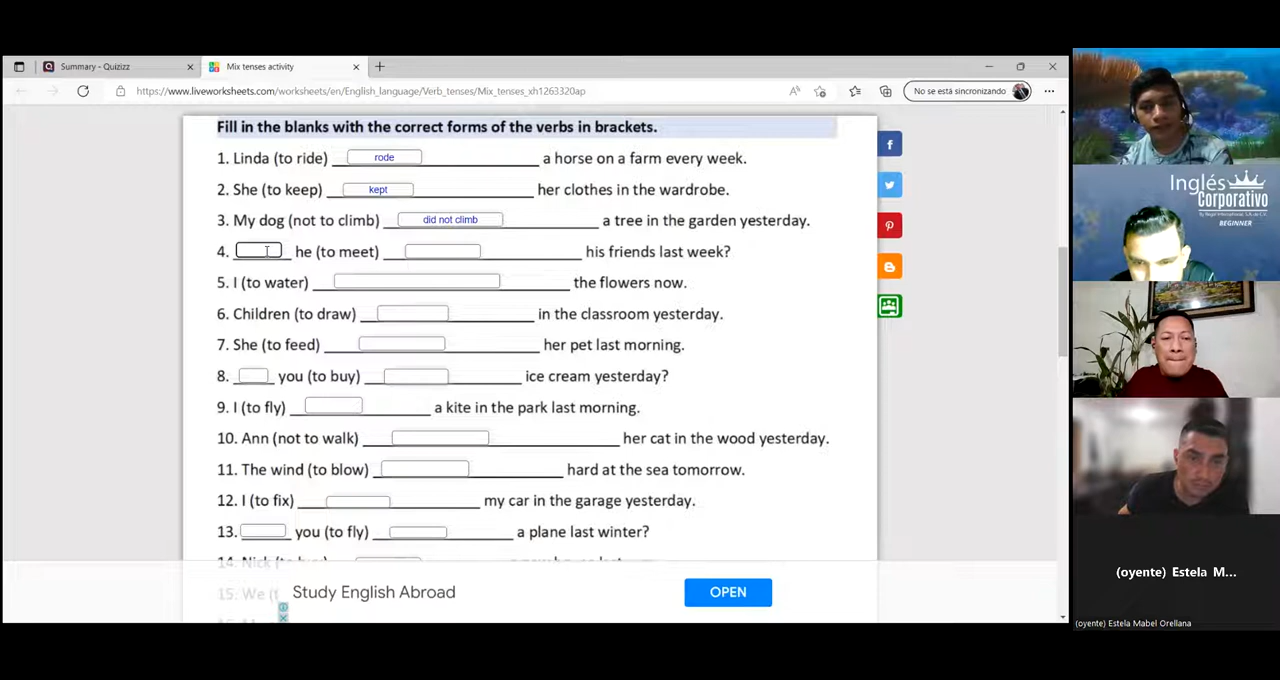 Summary - Quizizz
Mix tenses activity
https://www.liveworksheets.com/worksheets/en/English_language/Verb_tenses/Mix_tenses_xh1263320ap
No se está sincronizando
Fill in the blanks with the correct forms of the verbs in brackets.
1. Linda (to ride) rode a horse on a farm every week.
2. She (to keep) kept her clothes in the wardrobe.
3. My dog (not to climb) did not climb a tree in the garden yesterday.
4. he (to meet) his friends last week?
5. I (to water) the flowers now.
6. Children (to draw) in the classroom yesterday.
7. She (to feed) her pet last morning.
8. you (to buy) ice cream yesterday?
9. I (to fly) a kite in the park last morning.
10. Ann (not to walk) her cat in the wood yesterday.
11. The wind (to blow) hard at the sea tomorrow.
12. I (to fix) my car in the garage yesterday.
13. you (to fly) a plane last winter?
14. Nick
15. We
Study English Abroad
OPEN
Inglés
Corporativo
BEGINNER
(oyente) Estela M...
(oyente) Estela Mabel Orellana